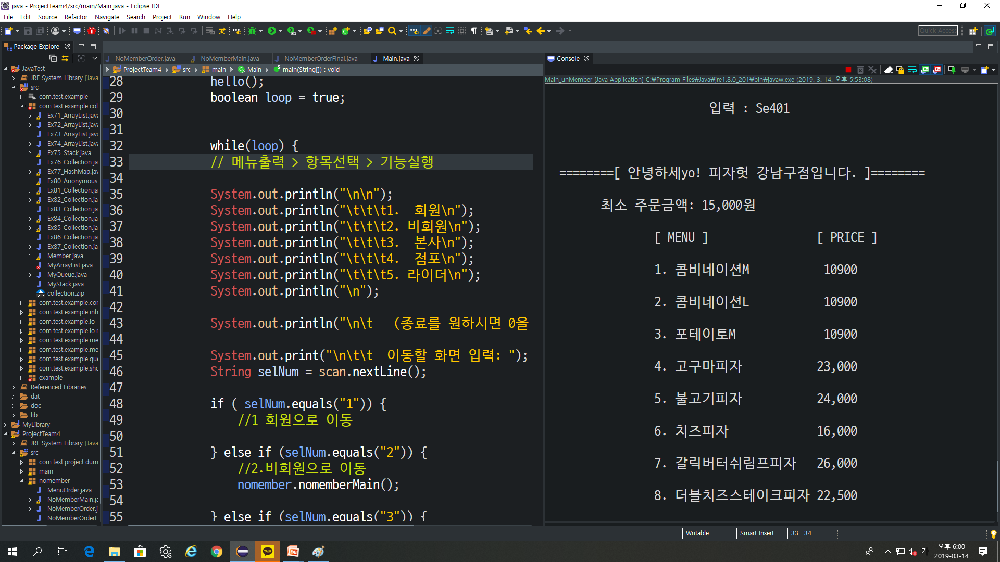 java - ProjectTeam4/src/main/Main.java - Eclipse IDE
File Edit Source Refactor Navigate Search Project Run Window Help
Quick Access
Package Explorer
JavaTest
JRE System Library [Java
src
com.test.example
com.test.example.col
Ex71_ArrayList.java
Ex72_ArrayList.java
Ex73_ArrayList.java
Ex74_ArrayList.java
Ex75_Stack.java
Ex76_Collection.ja
Ex77_HashMap.jav
Ex80_Anonymous
Ex81_Collection.ja
Ex82_Collection.ja
Ex83_Collection.ja
Ex84_Collection.ja
Ex85_Collection.ja
Ex86_Collection.ja
Ex87_Collection.ja
Member.java
MyArrayList.java
MyQueue.java
MyStack.java
collection.zip
com.test.example.cor
com.test.example.inh
com.test.example.io
com.test.example.io.r
com.test.example.me
com.test.example.me
com.test.example.que
com.test.example.shc
example
Referenced Libraries
dat
doc
lib
MyLibrary
ProjectTeam4
JRE System Library [Java
src
com.test.project.dum
main
nomember
MenuOrder.java
NoMemberMain.ja
NoMemberOrder.j
NoMemberOrderF
NoMemberOrder.java NoMemberMain.java NoMemberOrderFinal.java Main.java
ProjectTeam4 src main Main main(String[]) : void
28 hello();
29 boolean loop = true;
30
31
32 while(loop) {
33 // 메뉴출력 > 항목선택 > 기능실행
34
35 System.out.println("\n\n");
36 System.out.println("\t\t\t1. 회원\n");
37 System.out.println("\t\t\t2. 비회원\n");
38 System.out.println("\t\t\t3. 본사\n");
39 System.out.println("\t\t\t4. 점포\n");
40 System.out.println("\t\t\t5. 라이더\n");
41 System.out.println("\n");
42
43 System.out.println("\n\t (종료를 원하시면 0을
44
45 System.out.print("\n\t\t 이동할 화면 입력: ");
46 String selNum = scan.nextLine();
47
48 if ( selNum.equals("1")) {
49 //1 회원으로 이동
50
51 } else if (selNum.equals("2")) {
52 //2.비회원으로 이동
53 nomember.nomemberMain();
54
55 } else if (selNum.equals("3")) {
Console
Main_unMember [Java Application] C:₩Program Files₩Java₩jre1.8.0_201₩bin₩javaw.exe (2019. 3. 14. 오후 5:53:08)
입력 : Se401
========[ 안녕하세yo! 피자헛 강남구점입니다. ]========
최소 주문금액: 15,000원
[ MENU ] [ PRICE ]
1. 콤비네이션M 10900
2. 콤비네이션L 10900
3. 포테이토M 10900
4. 고구마피자 23,000
5. 불고기피자 24,000
6. 치즈피자 16,000
7. 갈릭버터쉬림프피자 26,000
8. 더블치즈스테이크피자 22,500
Writable Smart Insert 33 : 34
TALK
가
오후 6:00
2019-03-14